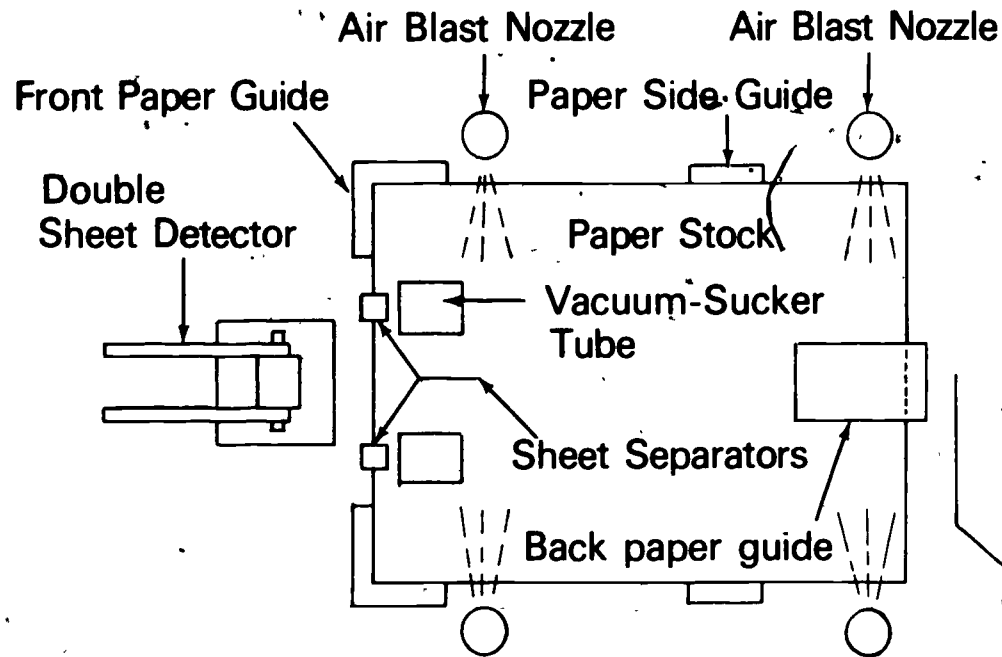 Air Blast Nozzle
Air Blast Nozzle
Front Paper Guide
Paper Side Guide
Double
Sheet Detector
Paper Stock
Vacuum-Sucker
Tube
Sheet Separators
Back paper guide